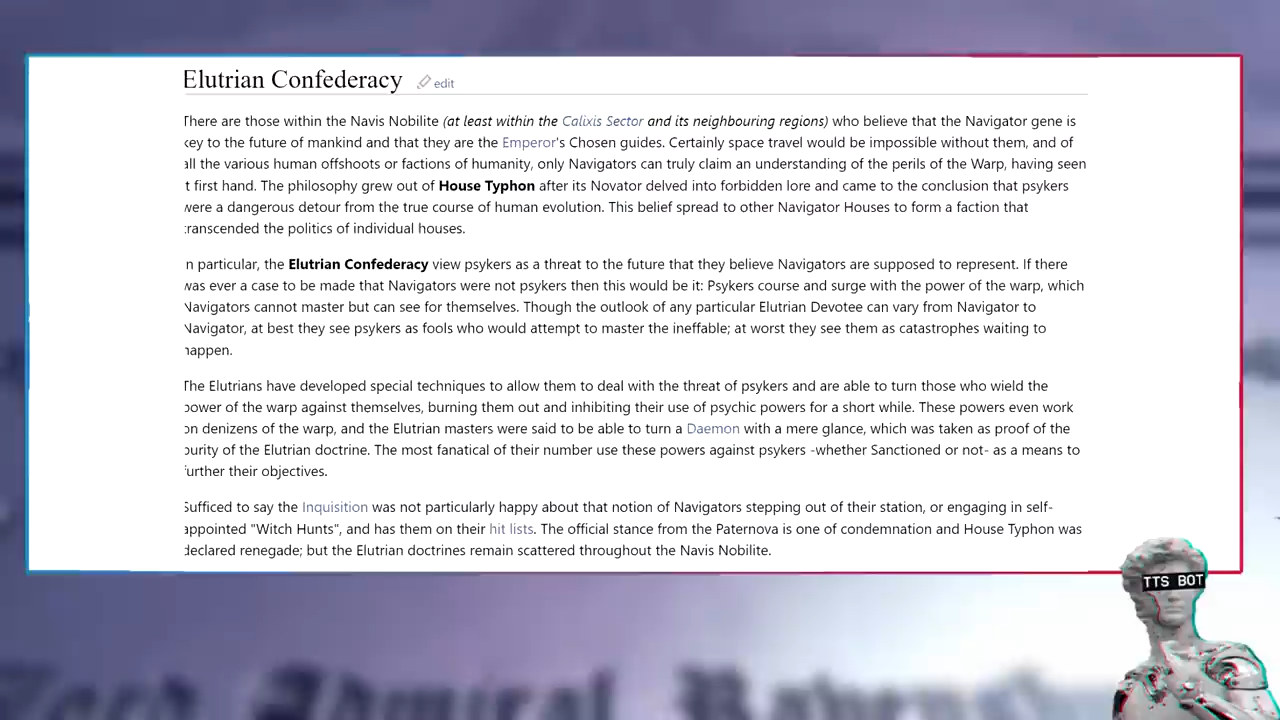 Elutrian Confederacy edit
There are those within the Navis Nobilite (at least within the Calixis Sector and its neighbouring regions) who believe that the Navigator gene is
key to the future of mankind and that they are the Emperor's Chosen guides. Certainly space travel would be impossible without them, and of
all the various human offshoots or factions of humanity, only Navigators can truly claim an understanding of the perils of the Warp, having seen
it first hand. The philosophy grew out of House Typhon after its Novator delved into forbidden lore and came to the conclusion that psykers
were a dangerous detour from the true course of human evolution. This belief spread to other Navigator Houses to form a faction that
transcended the politics of individual houses.
In particular, the Elutrian Confederacy view psykers as a threat to the future that they believe Navigators are supposed to represent. If there
was ever a case to be made that Navigators were not psykers then this would be it: Psykers course and surge with the power of the warp, which
Navigators cannot master but can see for themselves. Though the outlook of any particular Elutrian Devotee can vary from Navigator to
Navigator, at best they see psykers as fools who would attempt to master the ineffable; at worst they see them as catastrophes waiting to
happen.
The Elutrians have developed special techniques to allow them to deal with the threat of psykers and are able to turn those who wield the
power of the warp against themselves, burning them out and inhibiting their use of psychic powers for a short while. These powers even work
on denizens of the warp, and the Elutrian masters were said to be able to turn a Daemon with a mere glance, which was taken as proof of the
purity of the Elutrian doctrine. The most fanatical of their number use these powers against psykers -whether Sanctioned or not- as a means to
further their objectives.
Sufficed to say the Inquisition was not particularly happy about that notion of Navigators stepping out of their station, or engaging in self-
appointed "Witch Hunts", and has them on their hit lists. The official stance from the Paternova is one of condemnation and House Typhon was
declared renegade; but the Elutrian doctrines remain scattered throughout the Navis Nobilite.
TTS BOT
Admiral